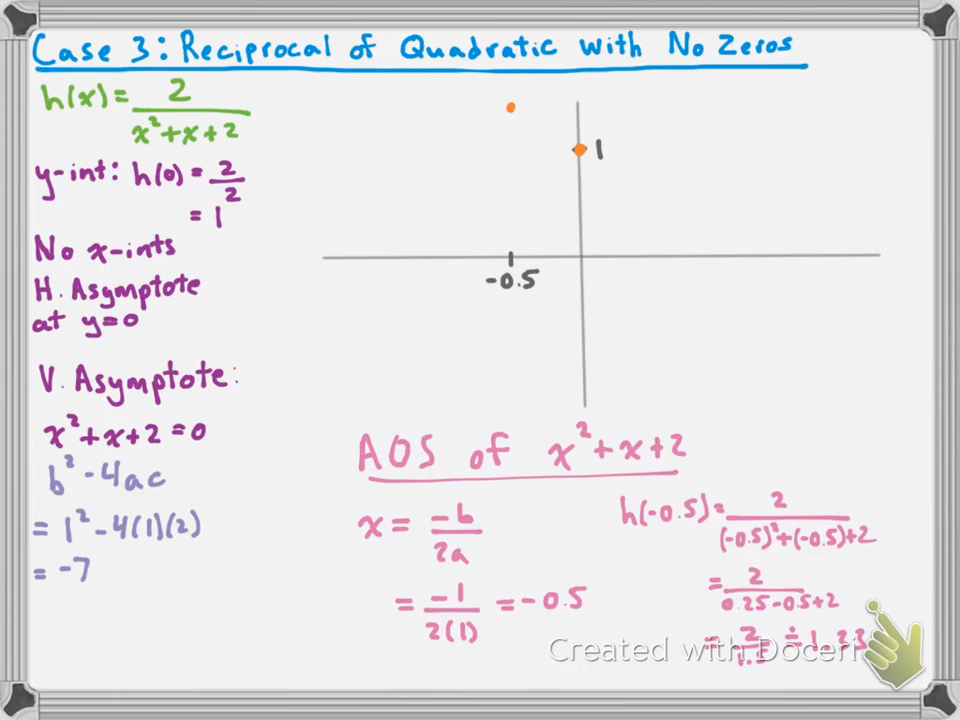 Case 3: Reciprocal of Quadratic with No Zeros
h(x) = 2 / (x²+x+2)
y-int: h(0) = 2/2
= 1
No x-ints
H. Asymptote
at y=0
V. Asymptote:
x²+x+2 = 0
b² - 4ac
= 1² - 4(1)(2)
= -7
1
-0.5
AOS of x²+x+2
x = -b / 2a
= -1 / 2(1) = -0.5
h(-0.5) = 2 / ((-0.5)²+(-0.5)+2)
= 2 / (0.25-0.5+2)
= 2 /
Created with Doceri